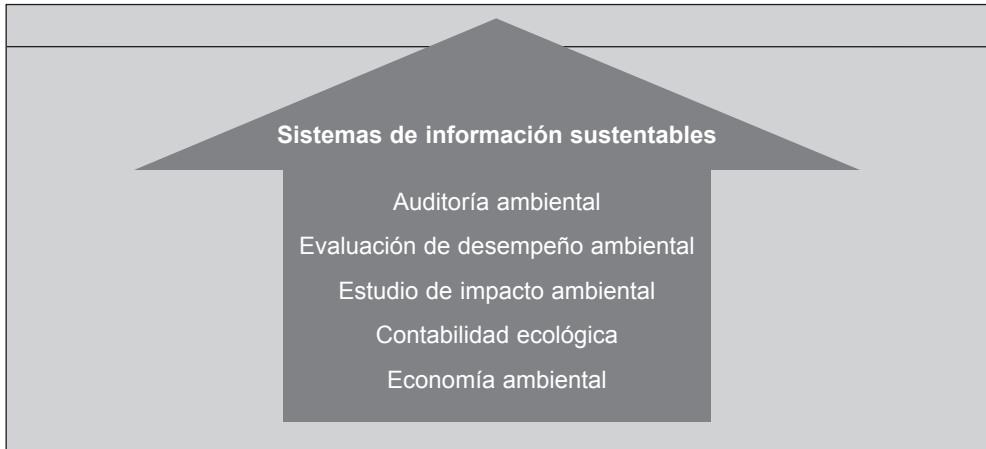 Sistemas de información sustentables
Auditoría ambiental
Evaluación de desempeño ambiental
Estudio de impacto ambiental
Contabilidad ecológica
Economía ambiental